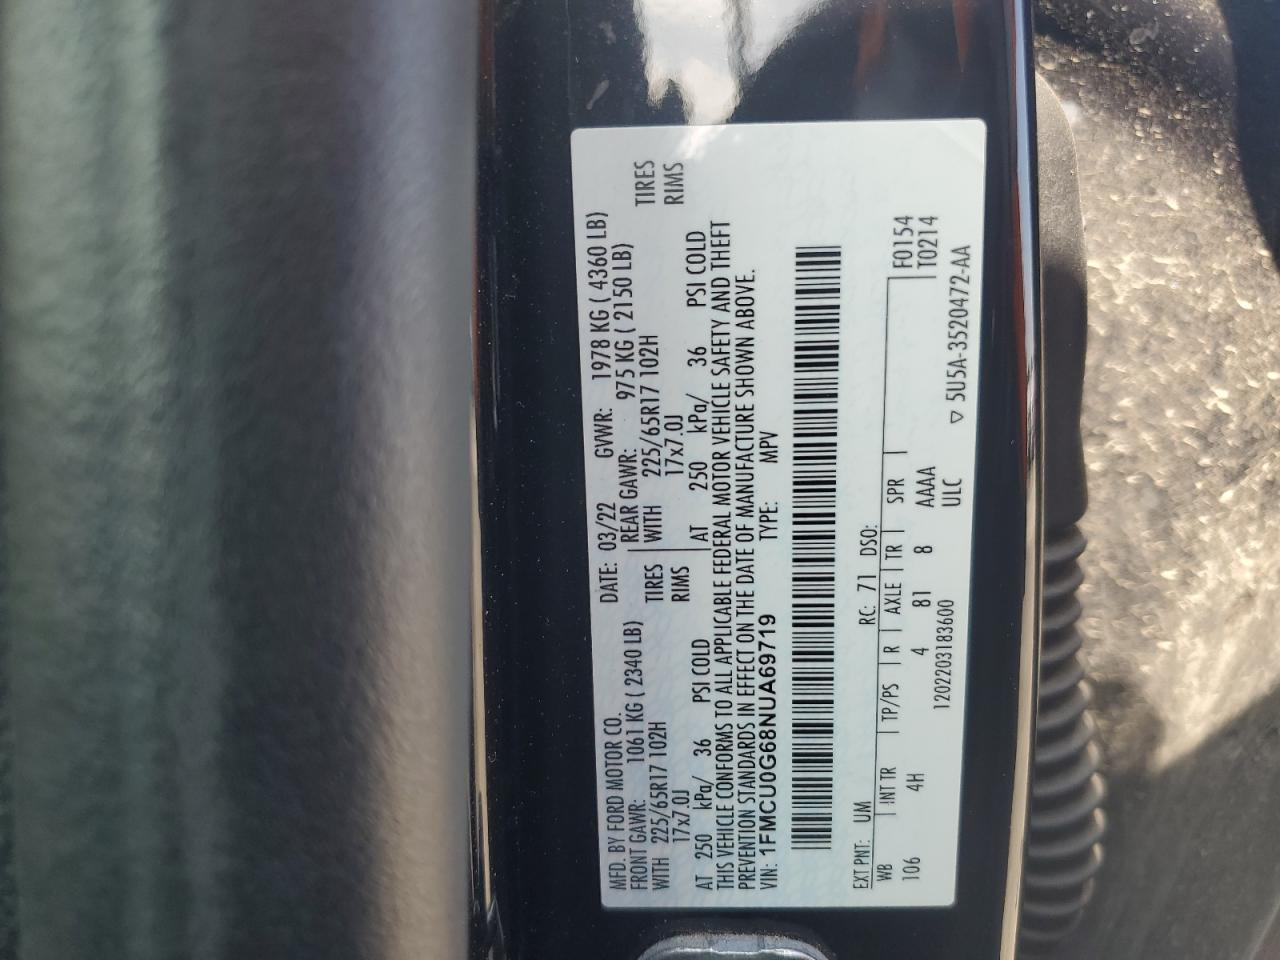 MFD. BY FORD MOTOR CO. DATE: 03/22 GVWR: 1978 KG ( 4360 LB)
FRONT GAWR: 1061 KG ( 2340 LB) REAR GAWR: 975 KG ( 2150 LB)
WITH 225/65R17 102H TIRES WITH 225/65R17 102H TIRES
17x7.0J RIMS 17x7.0J RIMS
AT 250 kPa/ 36 PSI COLD AT 250 kPa/ 36 PSI COLD
THIS VEHICLE CONFORMS TO ALL APPLICABLE FEDERAL MOTOR VEHICLE SAFETY AND THEFT
PREVENTION STANDARDS IN EFFECT ON THE DATE OF MANUFACTURE SHOWN ABOVE.
VIN: 1FMCU0G68NUA69719 TYPE: MPV
EXT PNT: UM RC: 71 DSO:
WB INT TR TP/PS R AXLE TR SPR F0154
106 4H 4 81 8 AAAA T0214
1202203183600 ULC
▽ 5U5A-3520472-AA